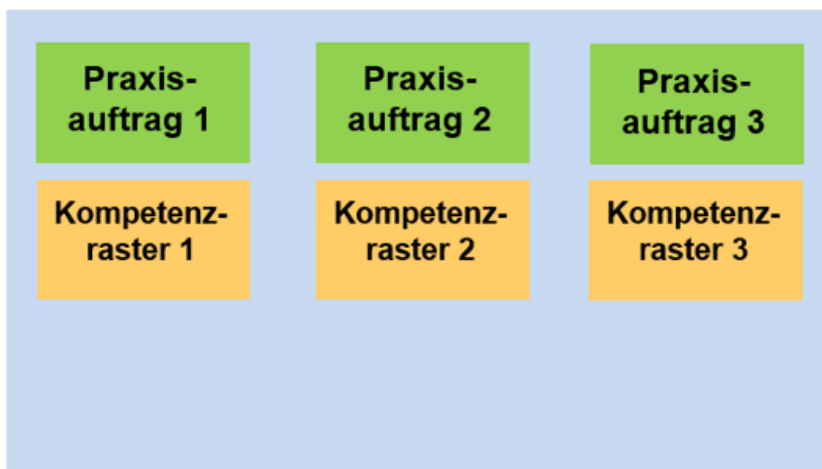 Praxis-
auftrag 1
Praxis-
auftrag 2
Praxis-
auftrag 3
Kompetenz-
raster 1
Kompetenz-
raster 2
Kompetenz-
raster 3